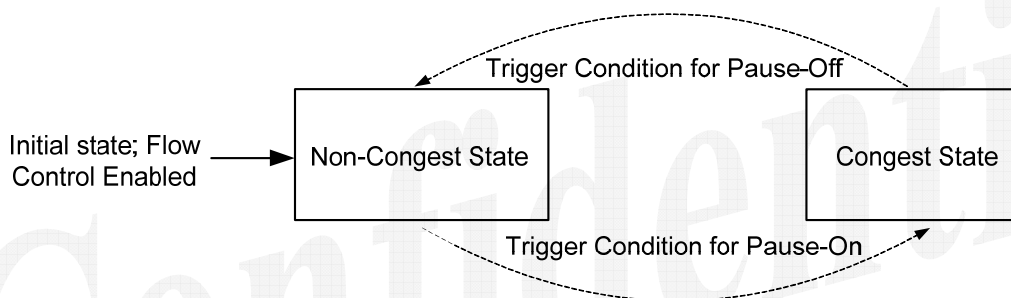 Trigger Condition for Pause-Off
Initial state; Flow
Control Enabled
Non-Congest State
Congest State
Trigger Condition for Pause-On
Confidenti